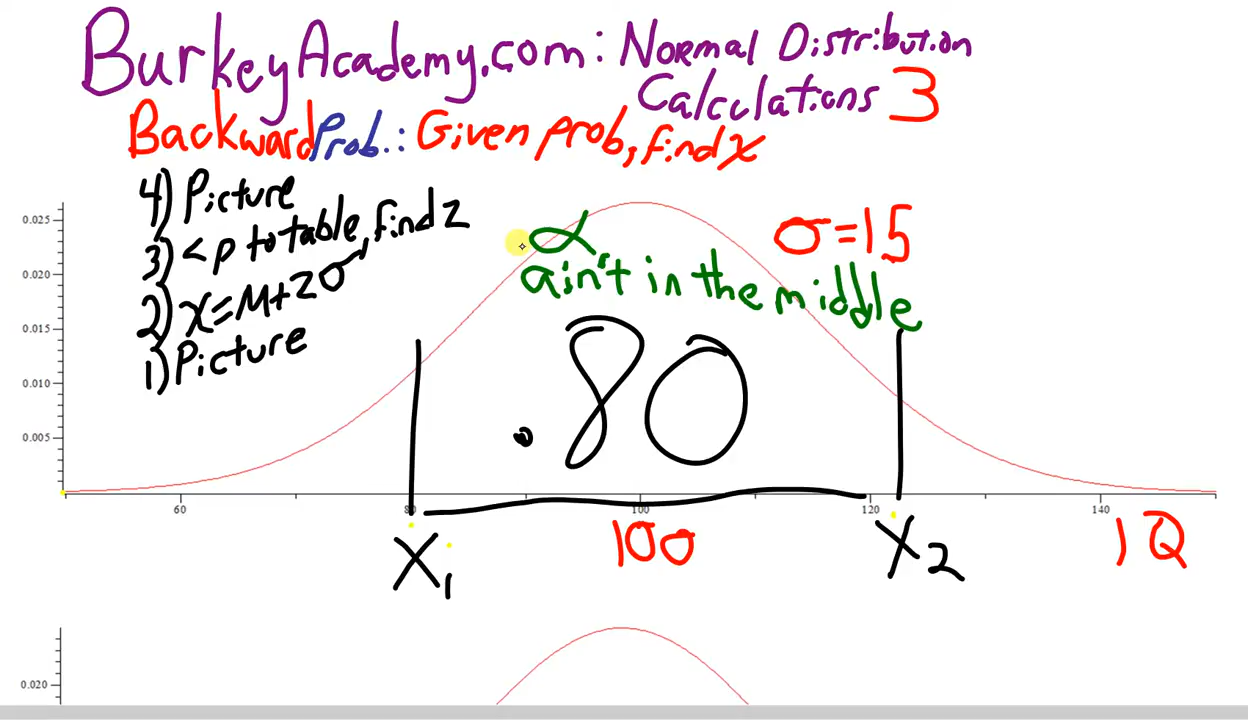 BurkeyAcademy.com: Normal Distribution
Calculations 3
Backward Prob.: Given prob, find x
4) Picture
3) < p to table, find z
2) x = M + zσ
1) Picture
α
ain't in the middle
σ=15
.80
0.025
0.020
0.015
0.010
0.005
60
80
100
120
140
X1
100
X2
IQ
0.020